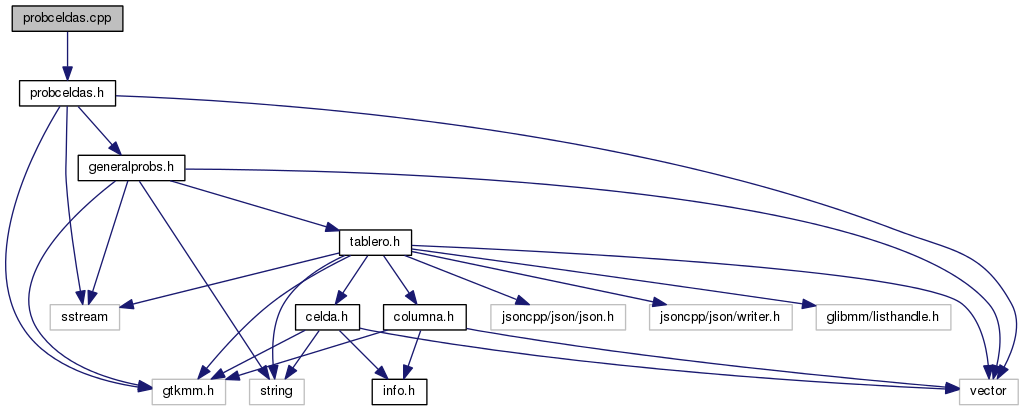 probceldas.cpp
probceldas.h
generalprobs.h
tablero.h
sstream
celda.h
columna.h
jsoncpp/json/json.h
jsoncpp/json/writer.h
glibmm/listhandle.h
gtkmm.h
string
info.h
vector